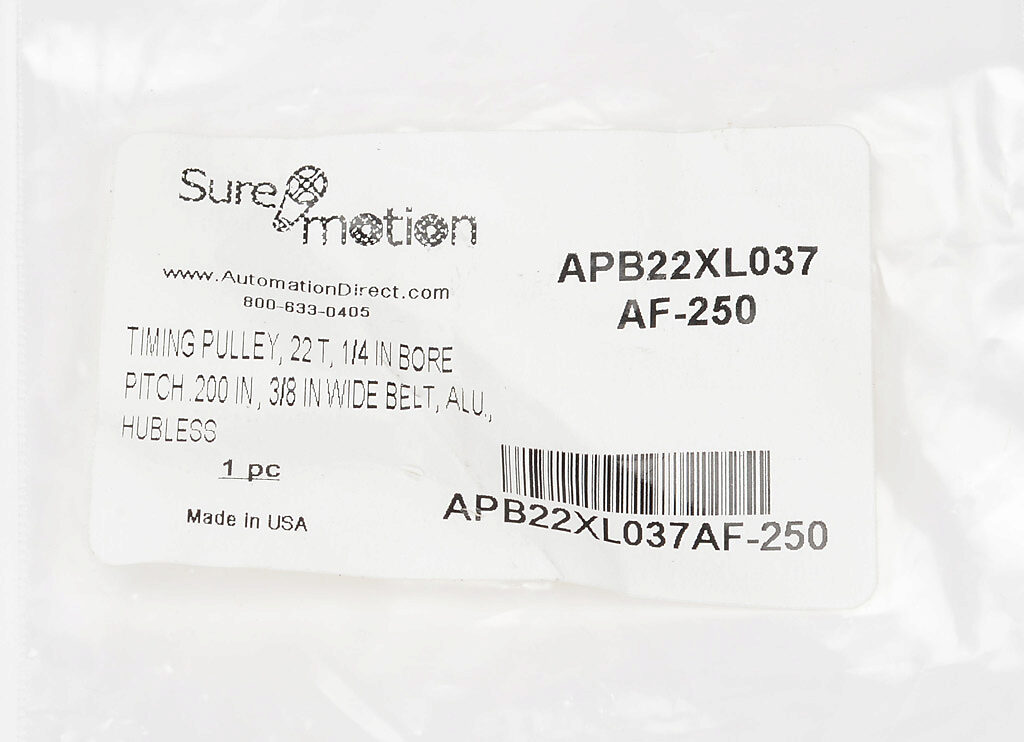 Sure
motion
www.AutomationDirect.com
800-633-0405
APB22XL037
AF-250
TIMING PULLEY, 22 T, 1/4 IN BORE
PITCH .200 IN, 3/8 IN WIDE BELT, ALU.,
HUBLESS
1 pc
Made in USA
APB22XL037AF-250